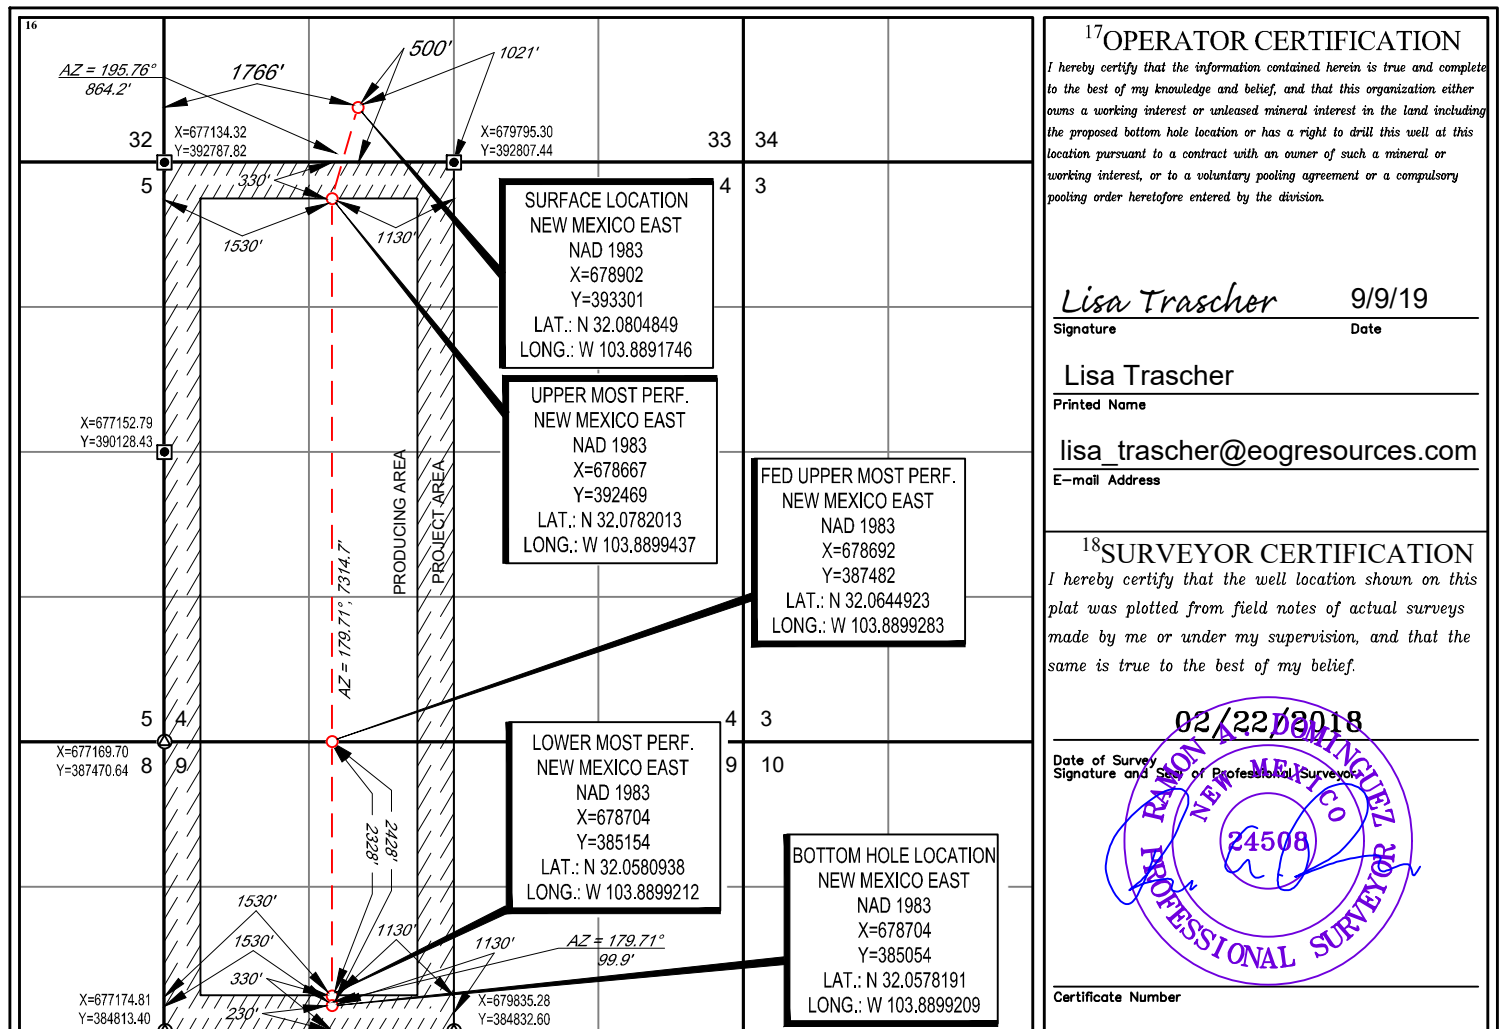 16
AZ = 195.76°
864.2'
1766'
500'
1021'
X=677134.32
Y=392787.82
X=679795.30
Y=392807.44
32
33
34
5
4
3
330'
1530'
1130'
SURFACE LOCATION
NEW MEXICO EAST
NAD 1983
X=678902
Y=393301
LAT.: N 32.0804849
LONG.: W 103.8891746
UPPER MOST PERF.
NEW MEXICO EAST
NAD 1983
X=678667
Y=392469
LAT.: N 32.0782013
LONG.: W 103.8899437
X=677152.79
Y=390128.43
PRODUCING AREA
PROJECT AREA
AZ = 179.71°, 7314.7'
FED UPPER MOST PERF.
NEW MEXICO EAST
NAD 1983
X=678692
Y=387482
LAT.: N 32.0644923
LONG.: W 103.8899283
5
4
4
3
X=677169.70
Y=387470.64
8
9
9
10
LOWER MOST PERF.
NEW MEXICO EAST
NAD 1983
X=678704
Y=385154
LAT.: N 32.0580938
LONG.: W 103.8899212
2328'
2428'
BOTTOM HOLE LOCATION
NEW MEXICO EAST
NAD 1983
X=678704
Y=385054
LAT.: N 32.0578191
LONG.: W 103.8899209
1530'
1530'
330'
230'
1130'
1130'
AZ = 179.71°
99.9'
X=677174.81
Y=384813.40
X=679835.28
Y=384832.60
17OPERATOR CERTIFICATION
I hereby certify that the information contained herein is true and complete
to the best of my knowledge and belief, and that this organization either
owns a working interest or unleased mineral interest in the land including
the proposed bottom hole location or has a right to drill this well at this
location pursuant to a contract with an owner of such a mineral or
working interest, or to a voluntary pooling agreement or a compulsory
pooling order heretofore entered by the division.
Lisa Trascher 9/9/19
Signature Date
Lisa Trascher
Printed Name
lisa_trascher@eogresources.com
E-mail Address
18SURVEYOR CERTIFICATION
I hereby certify that the well location shown on this
plat was plotted from field notes of actual surveys
made by me or under my supervision, and that the
same is true to the best of my belief.
02/22/2018
Date of Survey
Signature and Seal of Professional Surveyor:
RAMON A. DOMINGUEZ
NEW MEXICO
24508
PROFESSIONAL SURVEYOR
Certificate Number